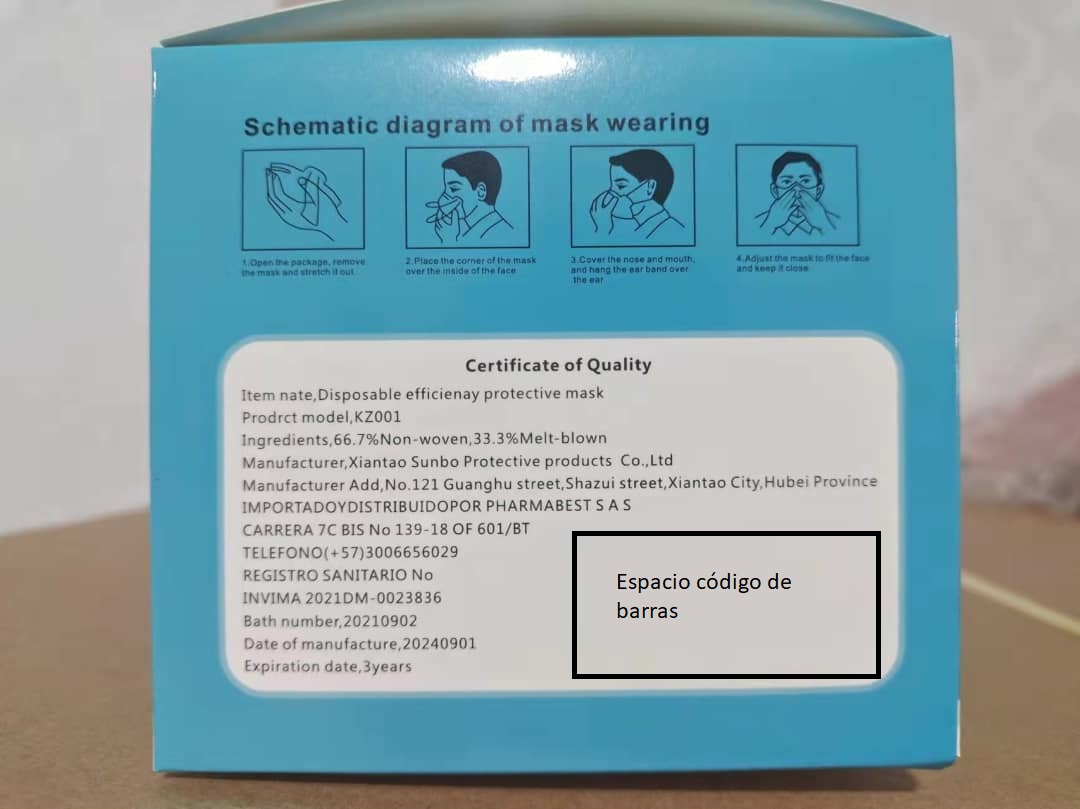 Schematic diagram of mask wearing
1.Open the package, remove
the mask and stretch it out.
2.Place the corner of the mask
over the inside of the face
3.Cover the nose and mouth,
and hang the ear band over
the ear
4.Adjust the mask to fit the face
and keep it close.
Certificate of Quality
Item nate,Disposable efficienay protective mask
Prodrct model,KZ001
Ingredients,66.7%Non-woven,33.3%Melt-blown
Manufacturer,Xiantao Sunbo Protective products Co.,Ltd
Manufacturer Add,No.121 Guanghu street,Shazui street,Xiantao City,Hubei Province
IMPORTADOYDISTRIBUIDOPOR PHARMABEST S A S
CARRERA 7C BIS No 139-18 OF 601/BT
TELEFONO(+57)3006656029
REGISTRO SANITARIO No
INVIMA 2021DM-0023836
Bath number,20210902
Date of manufacture,20240901
Expiration date,3years
Espacio código de
barras